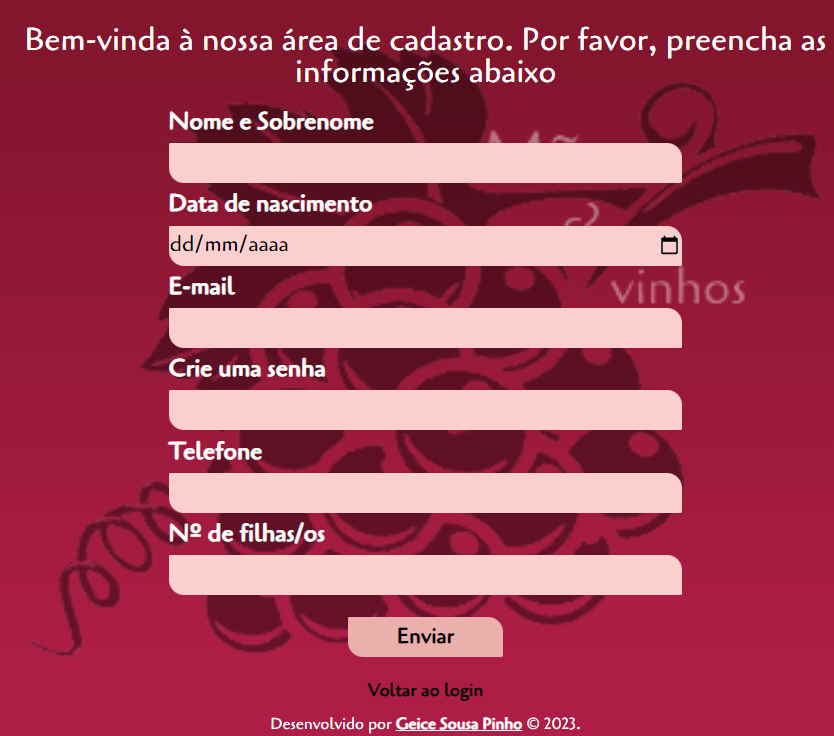 Bem-vinda à nossa área de cadastro. Por favor, preencha as
informações abaixo
Nome e Sobrenome
Data de nascimento
dd/mm/aaaa
&
vinhos
E-mail
Crie uma senha
Telefone
Nº de filhas/os
Enviar
Voltar ao login
Desenvolvido por Geice Sousa Pinho © 2023.